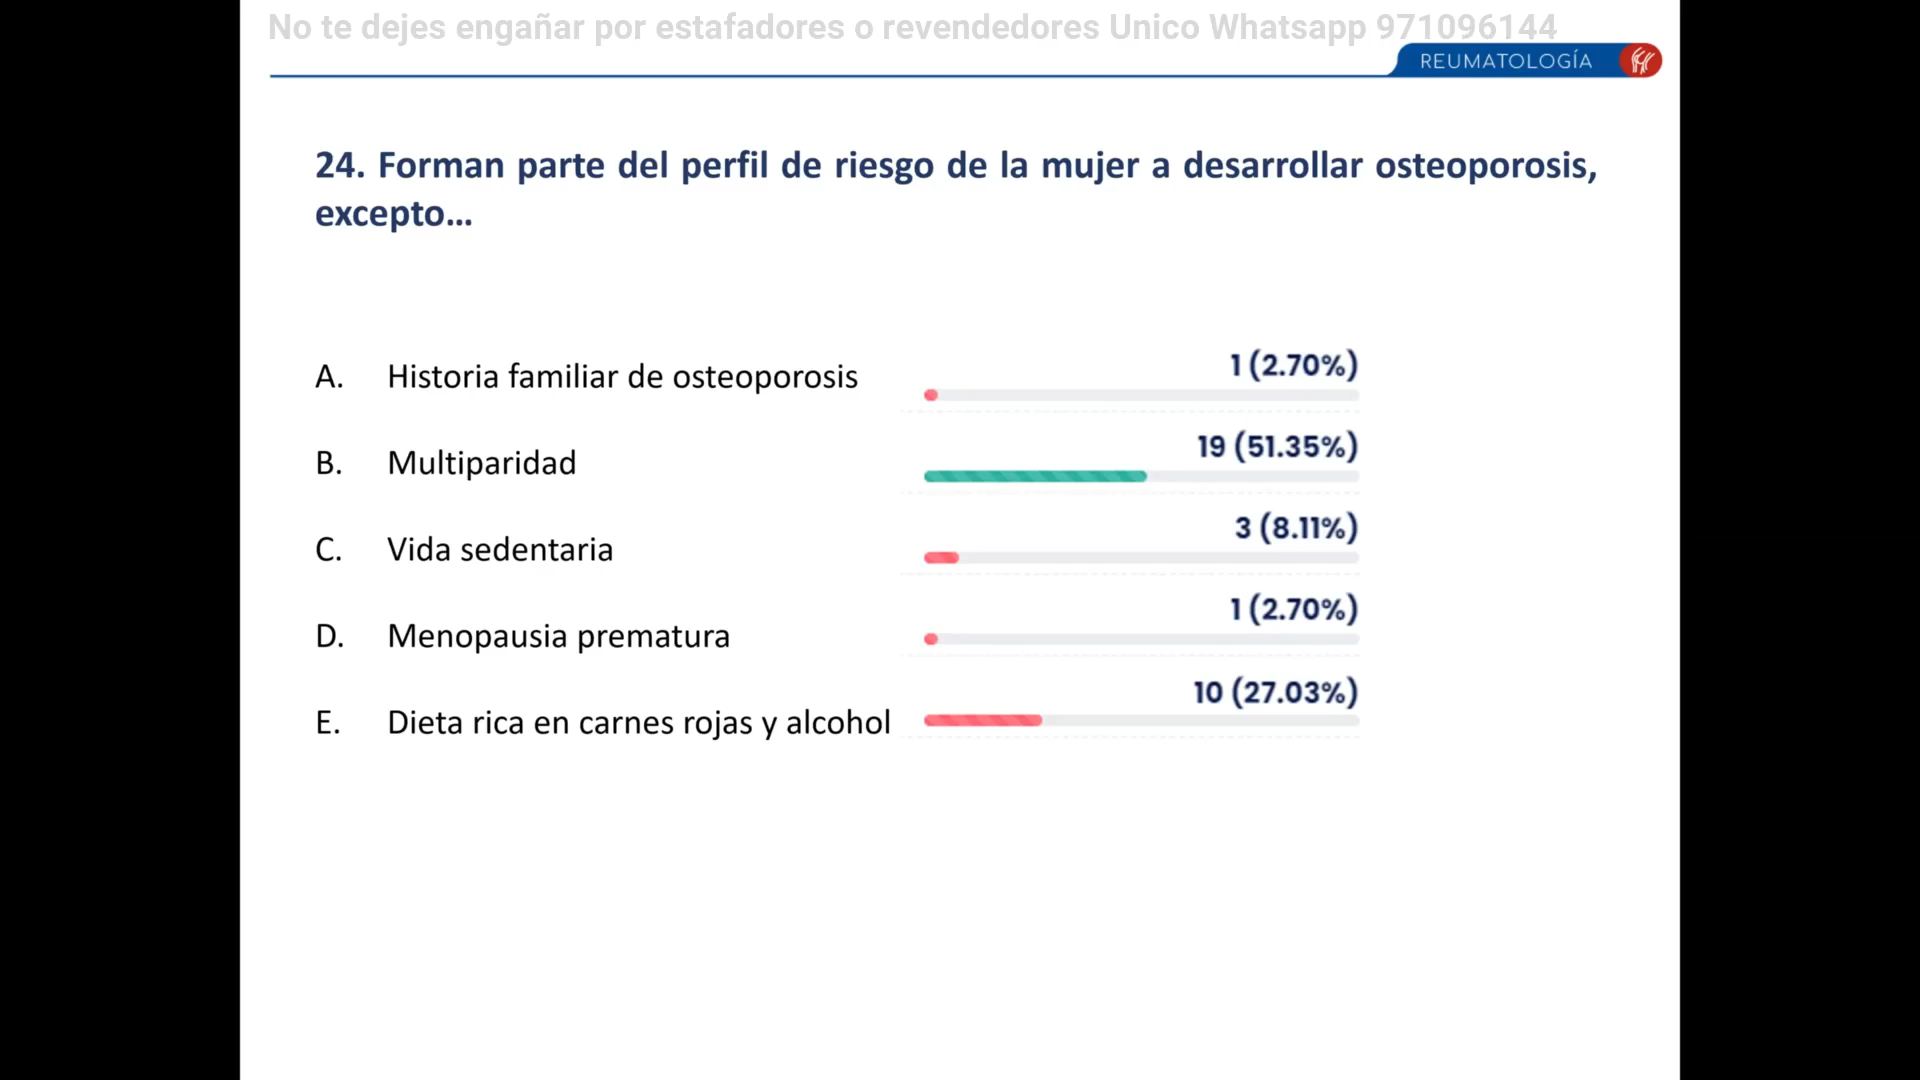 No te dejes engañar por estafadores o revendedores Unico Whatsapp 971096144
REUMATOLOGÍA
24. Forman parte del perfil de riesgo de la mujer a desarrollar osteoporosis,
excepto...
A. Historia familiar de osteoporosis 1 (2.70%)
B. Multiparidad 19 (51.35%)
C. Vida sedentaria 3 (8.11%)
D. Menopausia prematura 1 (2.70%)
E. Dieta rica en carnes rojas y alcohol 10 (27.03%)